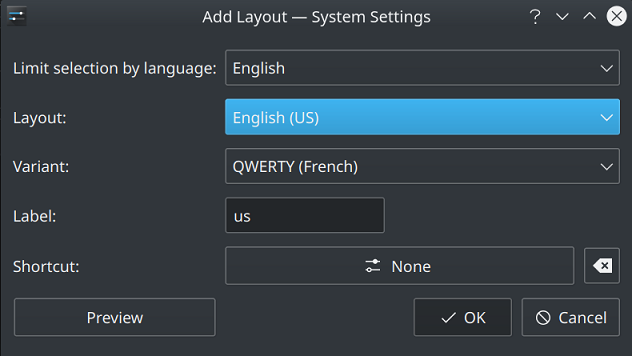 Add Layout — System Settings
Limit selection by language: English
Layout: English (US)
Variant: QWERTY (French)
Label: us
Shortcut: None
Preview OK Cancel